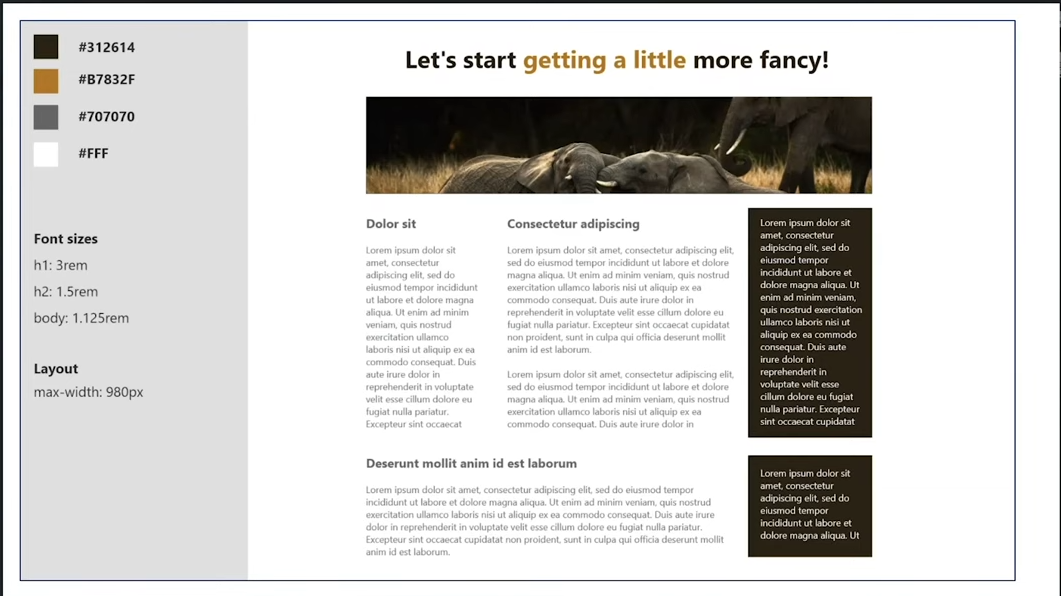 #312614
#B7832F
#707070
#FFF
Font sizes
h1: 3rem
h2: 1.5rem
body: 1.125rem
Layout
max-width: 980px
Let's start getting a little more fancy!
Dolor sit
Lorem ipsum dolor sit
amet, consectetur
adipiscing elit, sed do
eiusmod tempor incididunt
ut labore et dolore magna
aliqua. Ut enim ad minim
veniam, quis nostrud
exercitation ullamco
laboris nisi ut aliquip ex ea
commodo consequat. Duis
aute irure dolor in
reprehenderit in voluptate
velit esse cillum dolore eu
fugiat nulla pariatur.
Excepteur sint occaecat
Consectetur adipiscing
Lorem ipsum dolor sit amet, consectetur adipiscing elit,
sed do eiusmod tempor incididunt ut labore et dolore
magna aliqua. Ut enim ad minim veniam, quis nostrud
exercitation ullamco laboris nisi ut aliquip ex ea
commodo consequat. Duis aute irure dolor in
reprehenderit in voluptate velit esse cillum dolore eu
fugiat nulla pariatur. Excepteur sint occaecat cupidatat
non proident, sunt in culpa qui officia deserunt mollit
anim id est laborum.
Lorem ipsum dolor sit amet, consectetur adipiscing elit,
sed do eiusmod tempor incididunt ut labore et dolore
magna aliqua. Ut enim ad minim veniam, quis nostrud
exercitation ullamco laboris nisi ut aliquip ex ea
commodo consequat. Duis aute irure dolor in
Lorem ipsum dolor sit
amet, consectetur
adipiscing elit, sed do
eiusmod tempor
incididunt ut labore et
dolore magna aliqua. Ut
enim ad minim veniam,
quis nostrud exercitation
ullamco laboris nisi ut
aliquip ex ea commodo
consequat. Duis aute
irure dolor in
reprehenderit in
voluptate velit esse
cillum dolore eu fugiat
nulla pariatur. Excepteur
sint occaecat cupidatat
Deserunt mollit anim id est laborum
Lorem ipsum dolor sit amet, consectetur adipiscing elit, sed do eiusmod tempor
incididunt ut labore et dolore magna aliqua. Ut enim ad minim veniam, quis nostrud
exercitation ullamco laboris nisi ut aliquip ex ea commodo consequat. Duis aute irure
dolor in reprehenderit in voluptate velit esse cillum dolore eu fugiat nulla pariatur.
Excepteur sint occaecat cupidatat non proident, sunt in culpa qui officia deserunt mollit
anim id est laborum.
Lorem ipsum dolor sit
amet, consectetur
adipiscing elit, sed do
eiusmod tempor
incididunt ut labore et
dolore magna aliqua. Ut